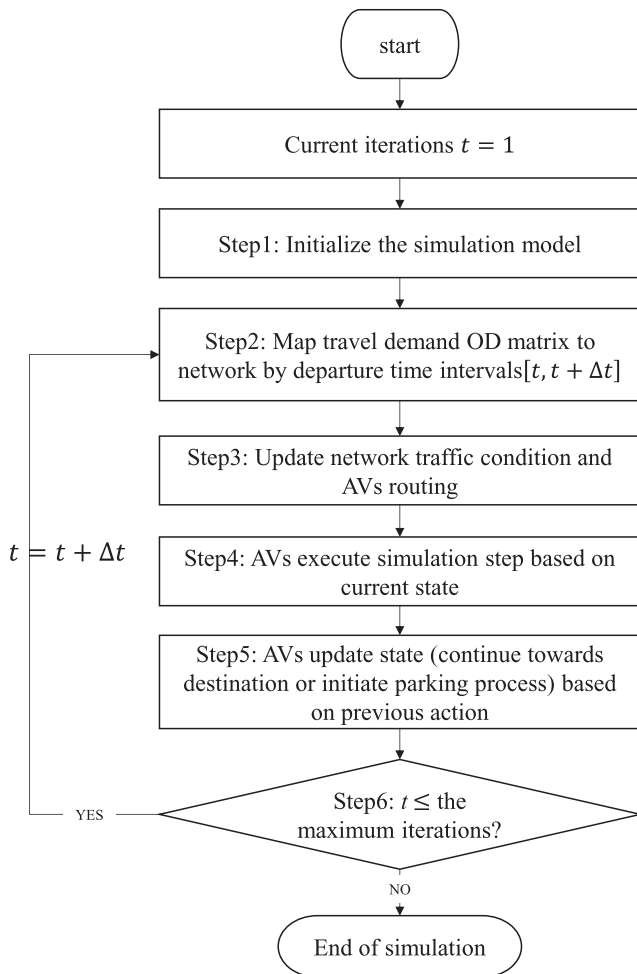 start
Current iterations t = 1
Step1: Initialize the simulation model
Step2: Map travel demand OD matrix to
network by departure time intervals[t, t + Δt]
Step3: Update network traffic condition and
AVs routing
t = t + Δt
Step4: AVs execute simulation step based on
current state
Step5: AVs update state (continue towards
destination or initiate parking process) based
on previous action
Step6: t ≤ the
maximum iterations?
YES
NO
End of simulation